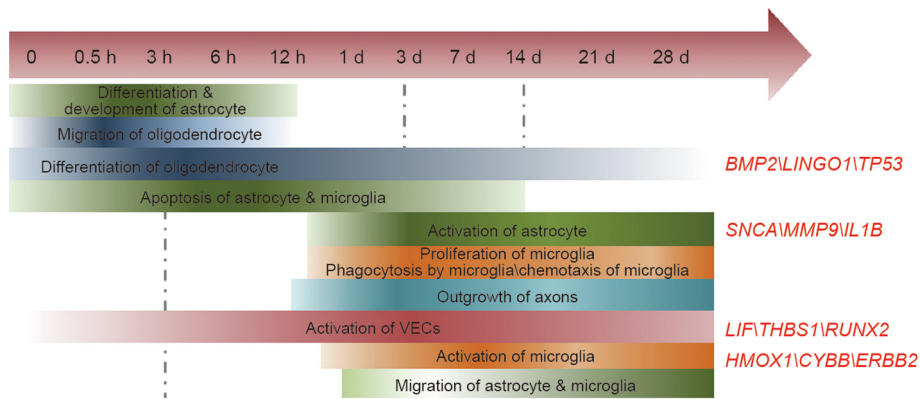 0 0.5 h 3 h 6 h 12 h 1 d 3 d 7 d 14 d 21 d 28 d
Differentiation &
development of astrocyte
Migration of oligodendrocyte
Differentiation of oligodendrocyte
BMP2\LINGO1\TP53
Apoptosis of astrocyte & microglia
Activation of astrocyte
SNCA\MMP9\IL1B
Proliferation of microglia
Phagocytosis by microglia\chemotaxis of microglia
Outgrowth of axons
Activation of VECs
LIF\THBS1\RUNX2
Activation of microglia
HMOX1\CYBB\ERBB2
Migration of astrocyte & microglia